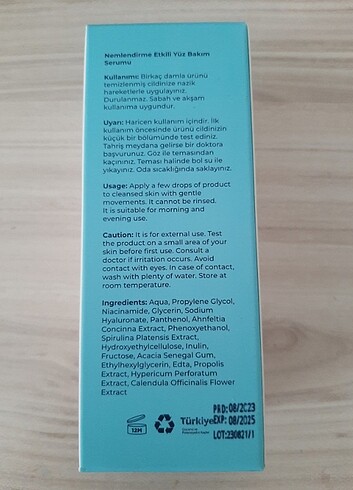 Nemlendirme Etkili Yüz Bakım
Serumu
Kullanımı: Birkaç damla ürünü
temizlenmiş cildinize nazik
hareketlerle uygulayınız.
Durulanmaz. Sabah ve akşam
kullanıma uygundur.
Uyarı: Haricen kullanım içindir. İlk
kullanım öncesinde ürünü cildinizin
küçük bir bölümünde test ediniz.
Tahriş meydana gelirse bir doktora
başvurunuz. Göz ile temasından
kaçınınız. Teması halinde bol su ile
yıkayınız. Oda sıcaklığında saklayınız.
Usage: Apply a few drops of product
to cleansed skin with gentle
movements. It cannot be rinsed.
It is suitable for morning and
evening use.
Caution: It is for external use. Test
the product on a small area of your
skin before first use. Consult a
doctor if irritation occurs. Avoid
contact with eyes. In case of contact,
wash with plenty of water. Store at
room temperature.
Ingredients: Aqua, Propylene Glycol,
Niacinamide, Glycerin, Sodium
Hyaluronate, Panthenol, Ahnfeltia
Concinna Extract, Phenoxyethanol,
Spirulina Platensis Extract,
Hydroxyethylcellulose, Inulin,
Fructose, Acacia Senegal Gum,
Ethylhexylglycerin, Edta, Propolis
Extract, Hypericum Perforatum
Extract, Calendula Officinalis Flower
Extract
PRD: 08/2023
12M Türkiye EXP: 08/2025
LOT:230821/1